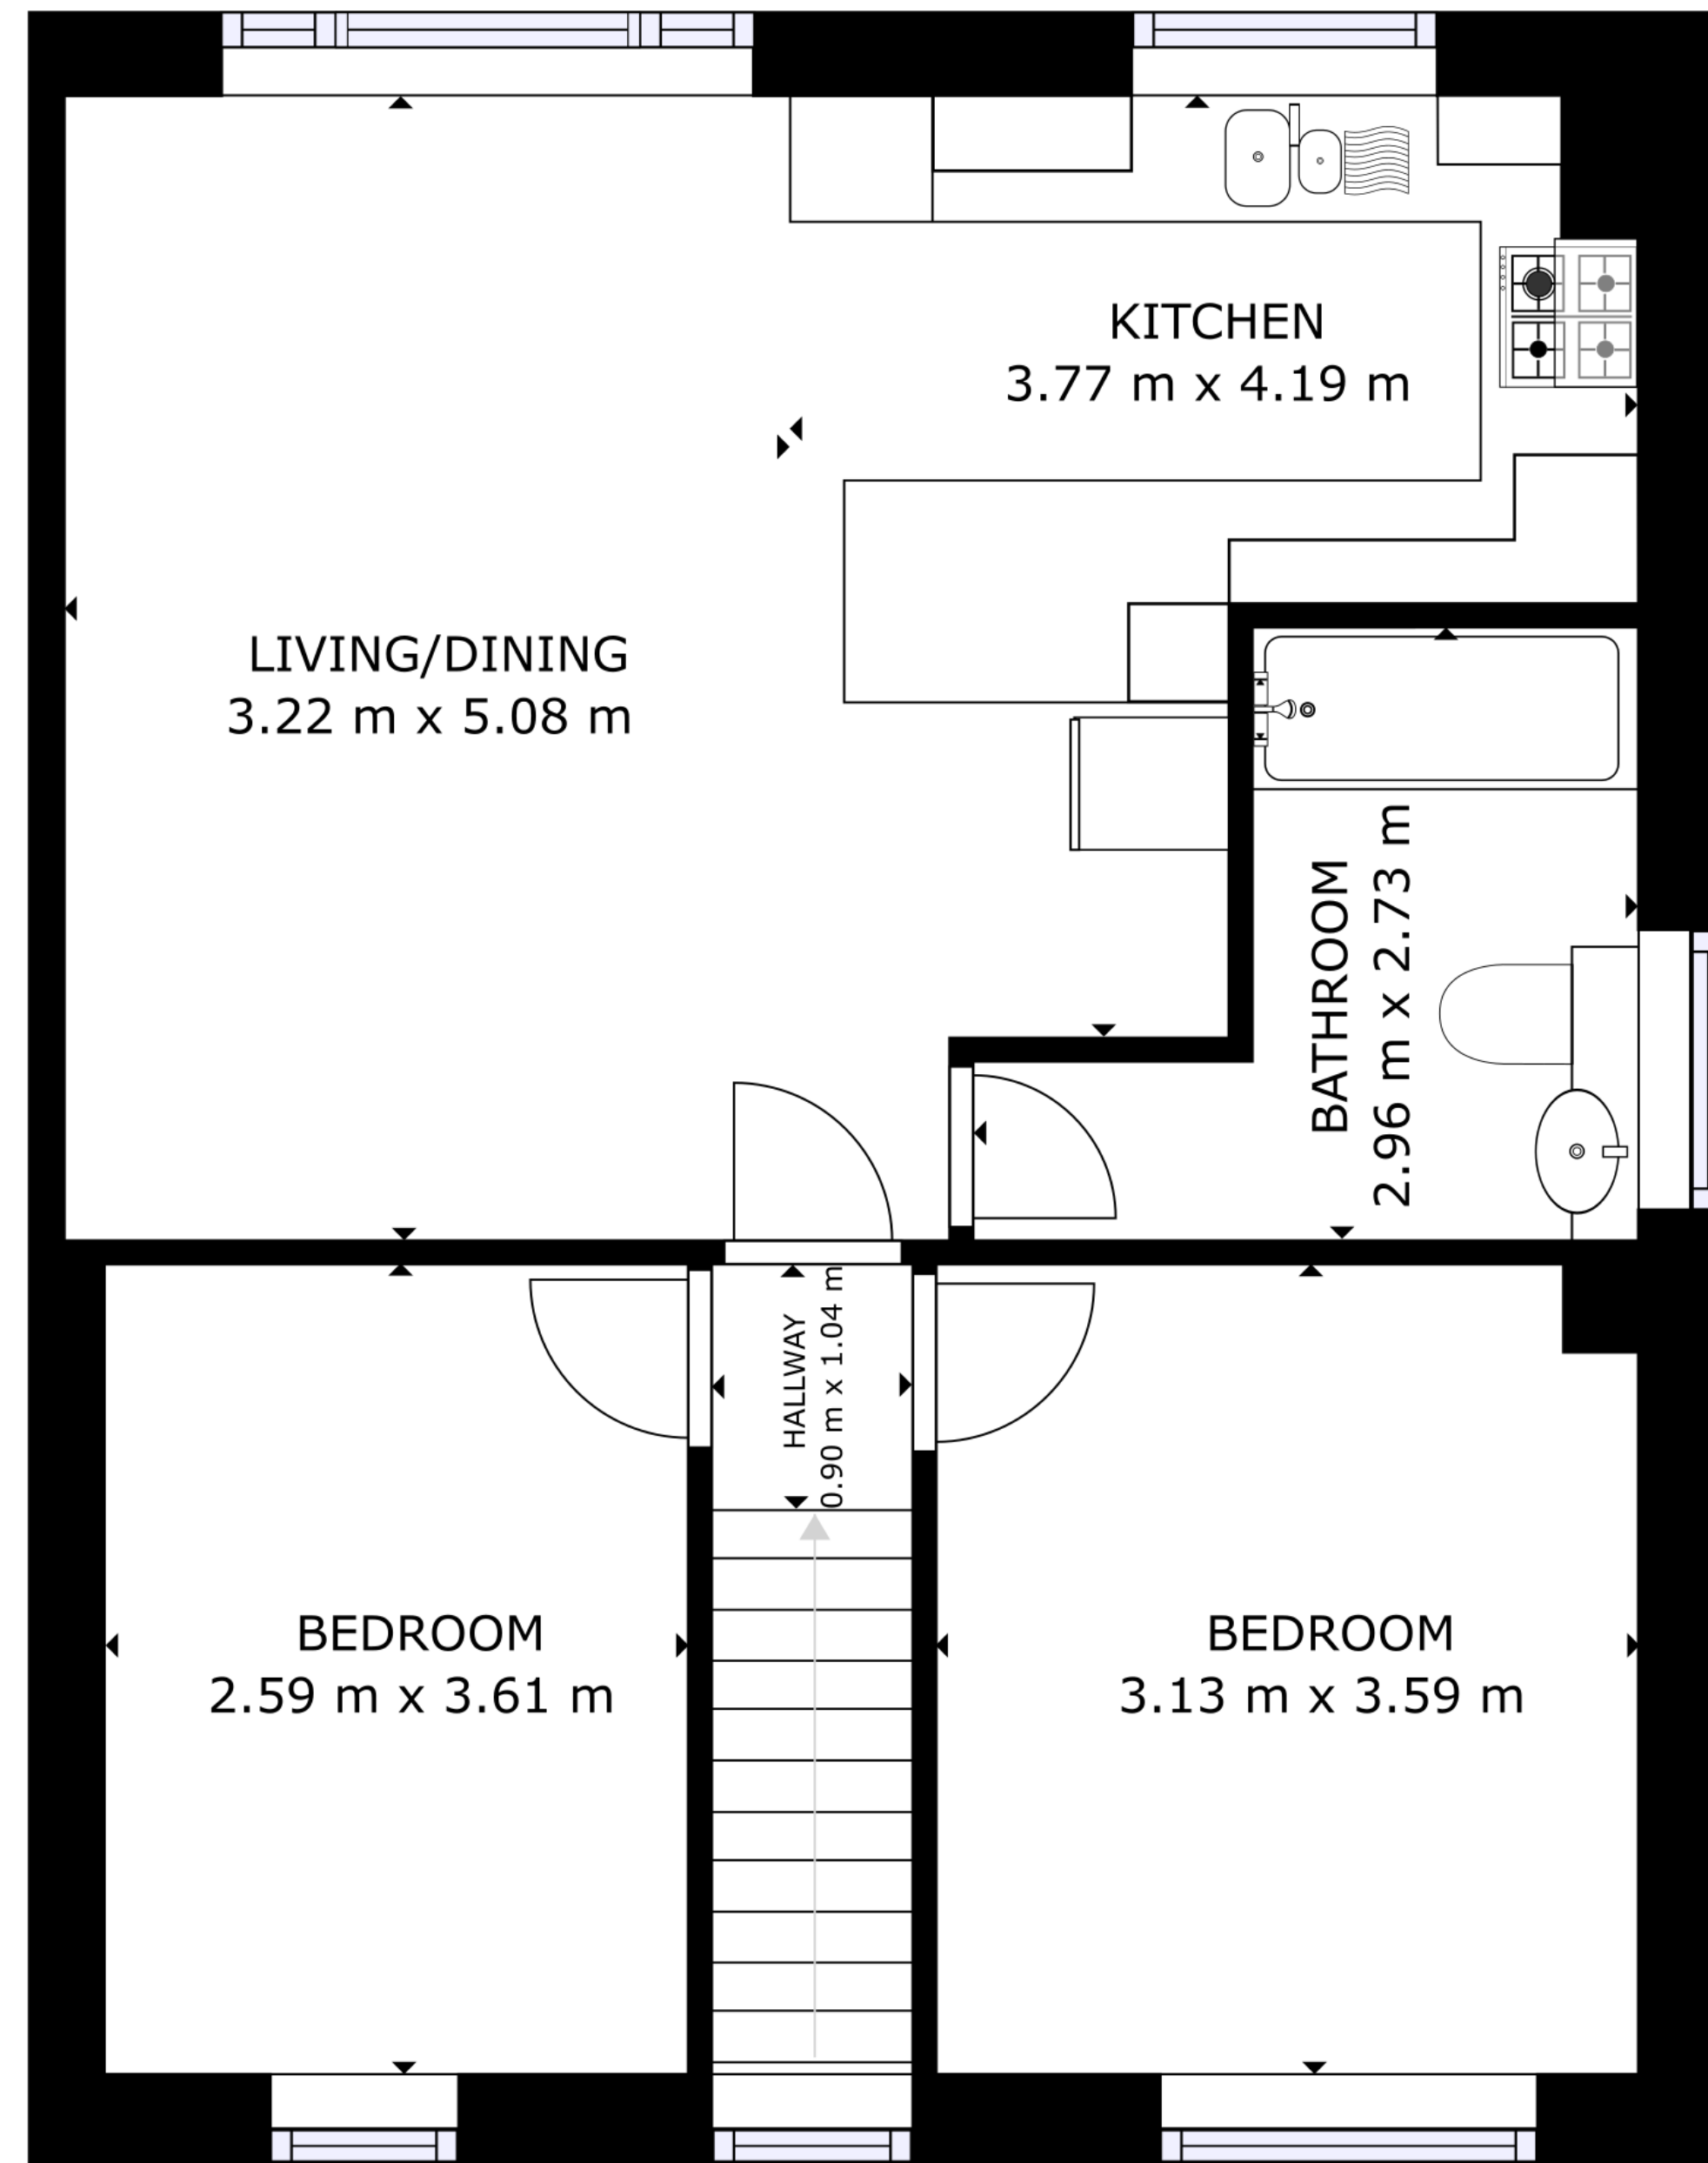 KITCHEN
3.77 m x 4.19 m
LIVING/DINING
3.22 m x 5.08 m
BATHROOM
2.96 m x 2.73 m
HALLWAY
0.90 m x 1.04 m
BEDROOM
2.59 m x 3.61 m
BEDROOM
3.13 m x 3.59 m